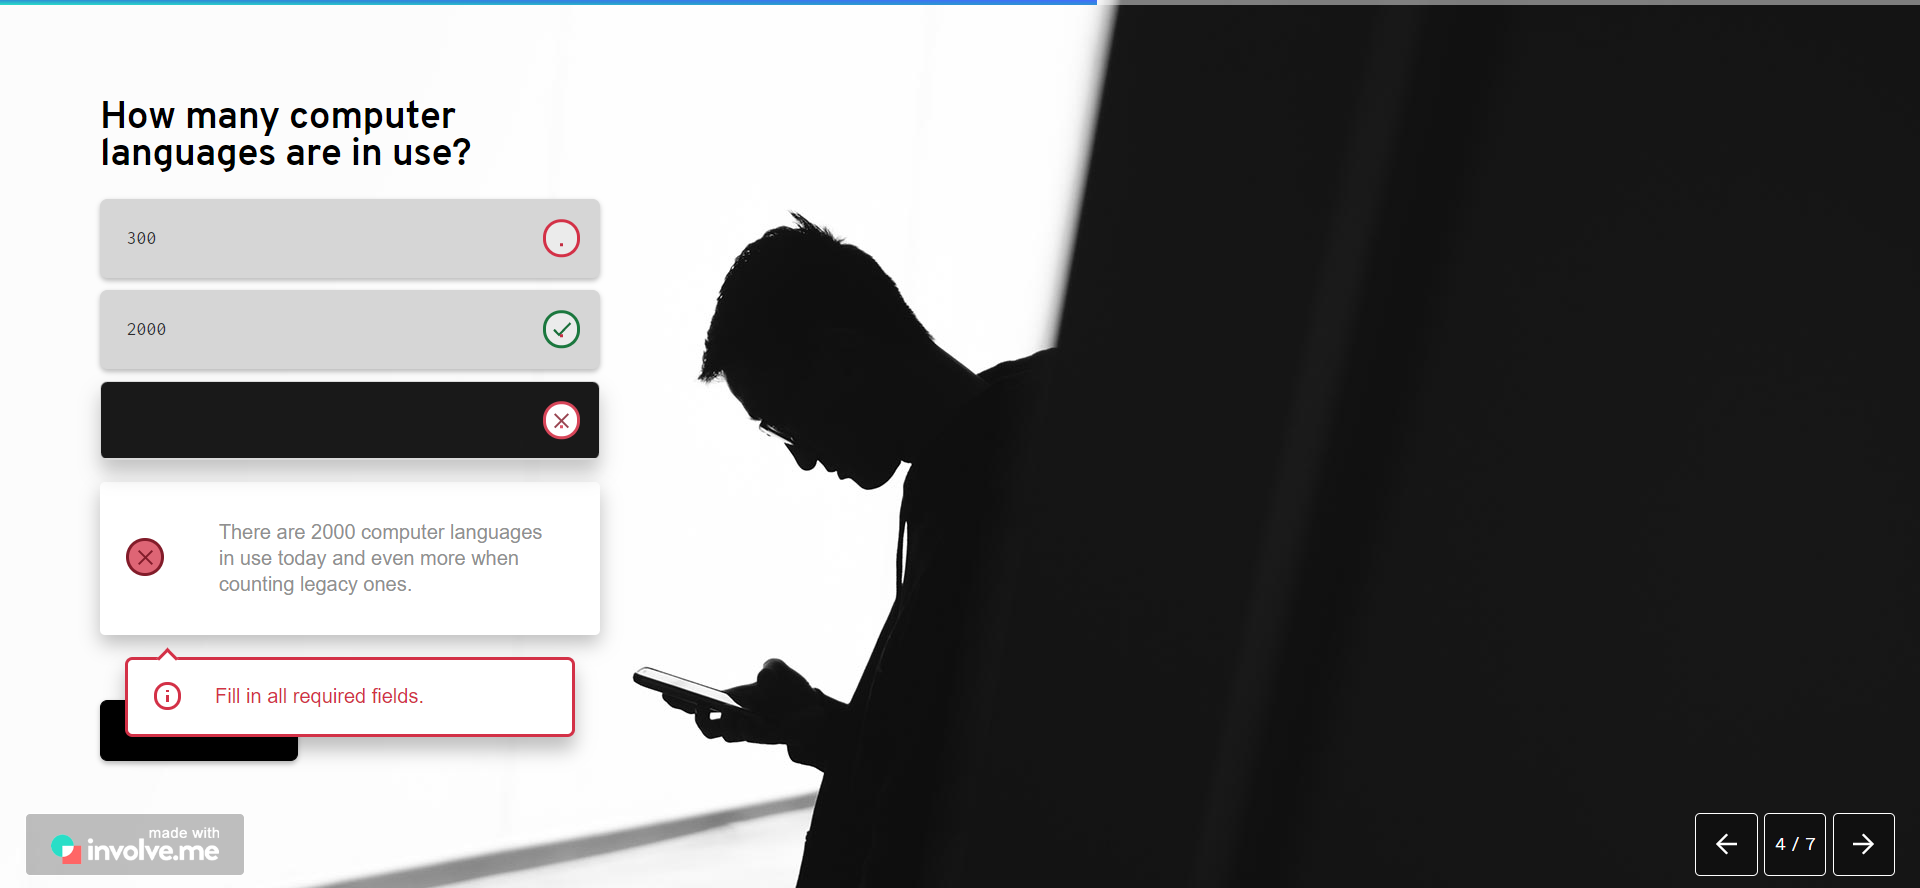 How many computer
languages are in use?
300
2000
There are 2000 computer languages
in use today and even more when
counting legacy ones.
Fill in all required fields.
made with
involve.me
4 / 7